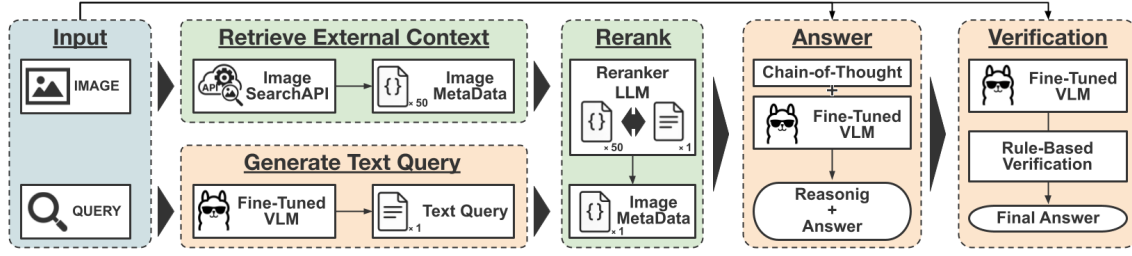 Input
IMAGE
QUERY
Retrieve External Context
API
Image
SearchAPI
{}
× 50
Image
MetaData
Generate Text Query
Fine-Tuned
VLM
× 1
Text Query
Rerank
Reranker
LLM
{}
× 50
× 1
{}
× 1
Image
MetaData
Answer
Chain-of-Thought
+
Fine-Tuned
VLM
Reasonig
+
Answer
Verification
Fine-Tuned
VLM
Rule-Based
Verification
Final Answer